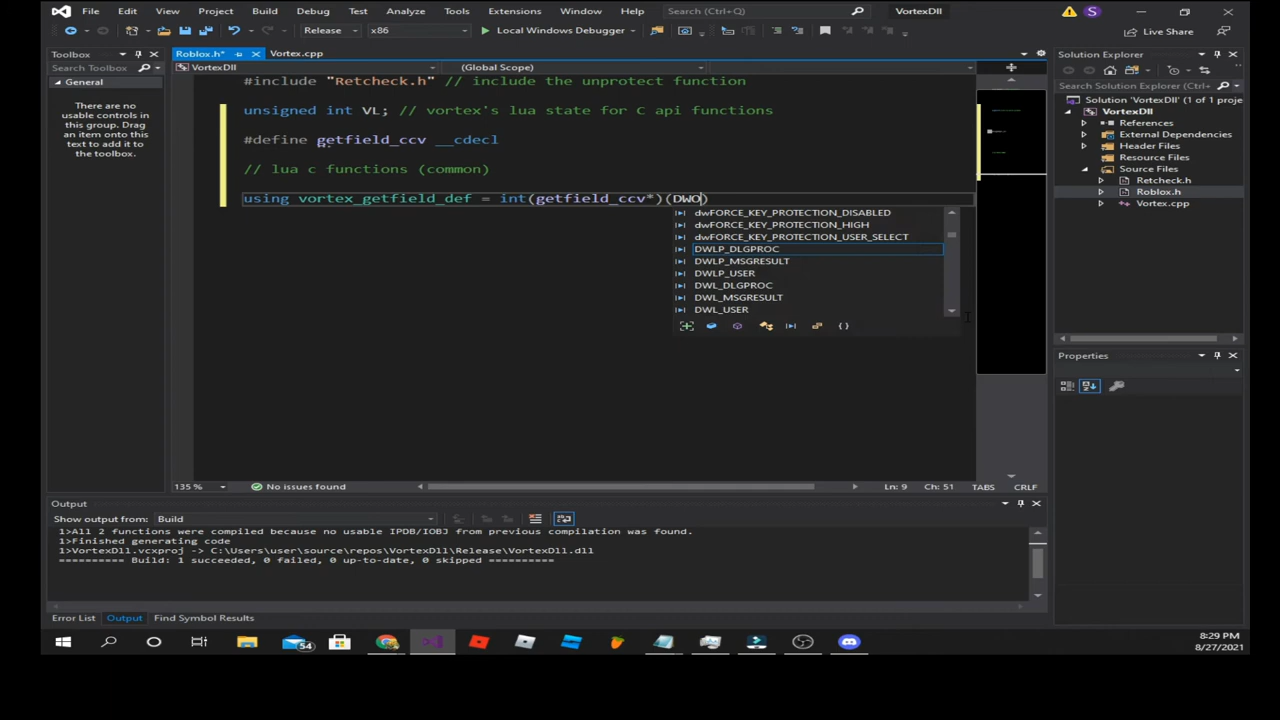 File Edit View Project Build Debug Test Analyze Tools Extensions Window Help Search (Ctrl+Q) VortexDll S
Release x86 Local Windows Debugger Live Share
Toolbox
Search Toolbox
General
There are no
usable controls in
this group. Drag
an item onto this
text to add it to
the toolbox.
Roblox.h* Vortex.cpp
VortexDll (Global Scope)
#include "Retcheck.h" // include the unprotect function
unsigned int VL; // vortex's lua state for C api functions
#define getfield_ccv __cdecl
// lua c functions (common)
using vortex_getfield_def = int(getfield_ccv*)(DWO)
dwFORCE_KEY_PROTECTION_DISABLED
dwFORCE_KEY_PROTECTION_HIGH
dwFORCE_KEY_PROTECTION_USER_SELECT
DWLP_DLGPROC
DWLP_MSGRESULT
DWLP_USER
DWL_DLGPROC
DWL_MSGRESULT
DWL_USER
135 % No issues found Ln: 9 Ch: 51 TABS CRLF
Solution Explorer
Search Solution Explorer (Ctrl+;)
Solution 'VortexDll' (1 of 1 proje
VortexDll
References
External Dependencies
Header Files
Resource Files
Source Files
Retcheck.h
Roblox.h
Vortex.cpp
Properties
Output
Show output from: Build
1>All 2 functions were compiled because no usable IPDB/IOBJ from previous compilation was found.
1>Finished generating code
1>VortexDll.vcxproj -> C:\Users\user\source\repos\VortexDll\Release\VortexDll.dll
========== Build: 1 succeeded, 0 failed, 0 up-to-date, 0 skipped ==========
Error List Output Find Symbol Results
54
8:29 PM
8/27/2021